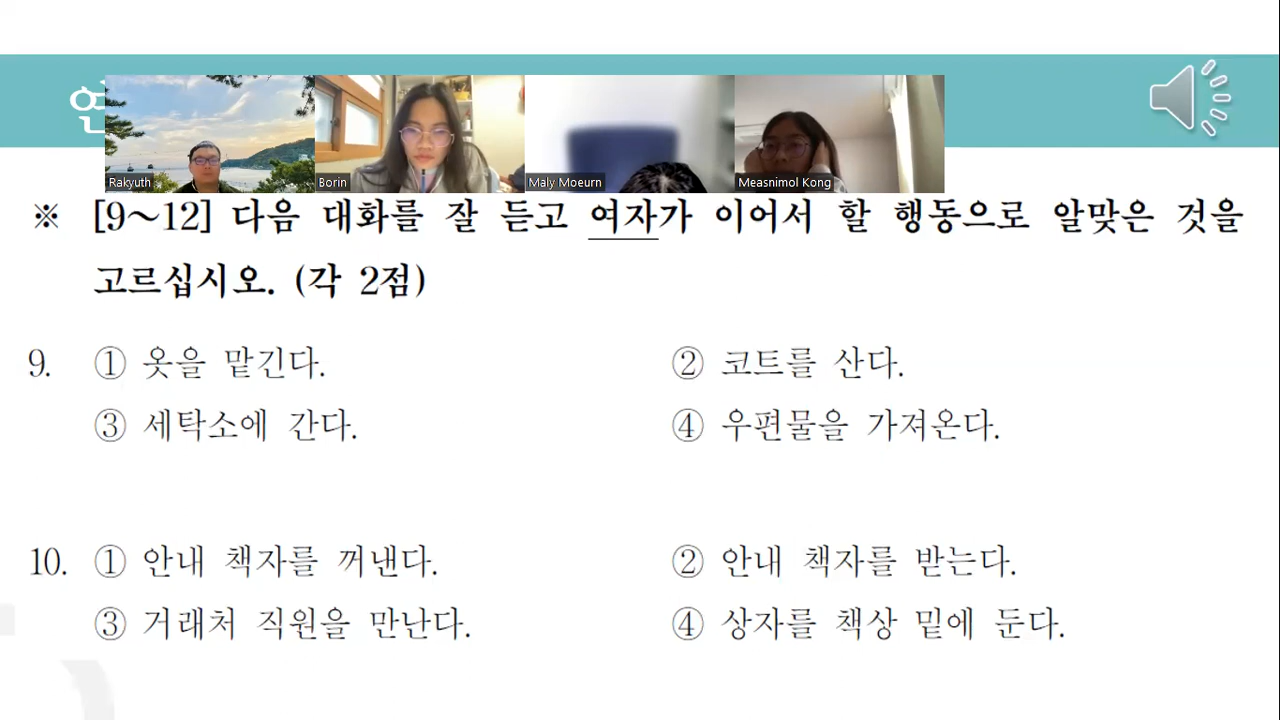 연
Rakyuth
Borin
Maly Moeurn
Measnimol Kong
※ [9～12] 다음 대화를 잘 듣고 여자가 이어서 할 행동으로 알맞은 것을
고르십시오. (각 2점)
9. ① 옷을 맡긴다. ② 코트를 산다.
③ 세탁소에 간다. ④ 우편물을 가져온다.
10. ① 안내 책자를 꺼낸다. ② 안내 책자를 받는다.
③ 거래처 직원을 만난다. ④ 상자를 책상 밑에 둔다.